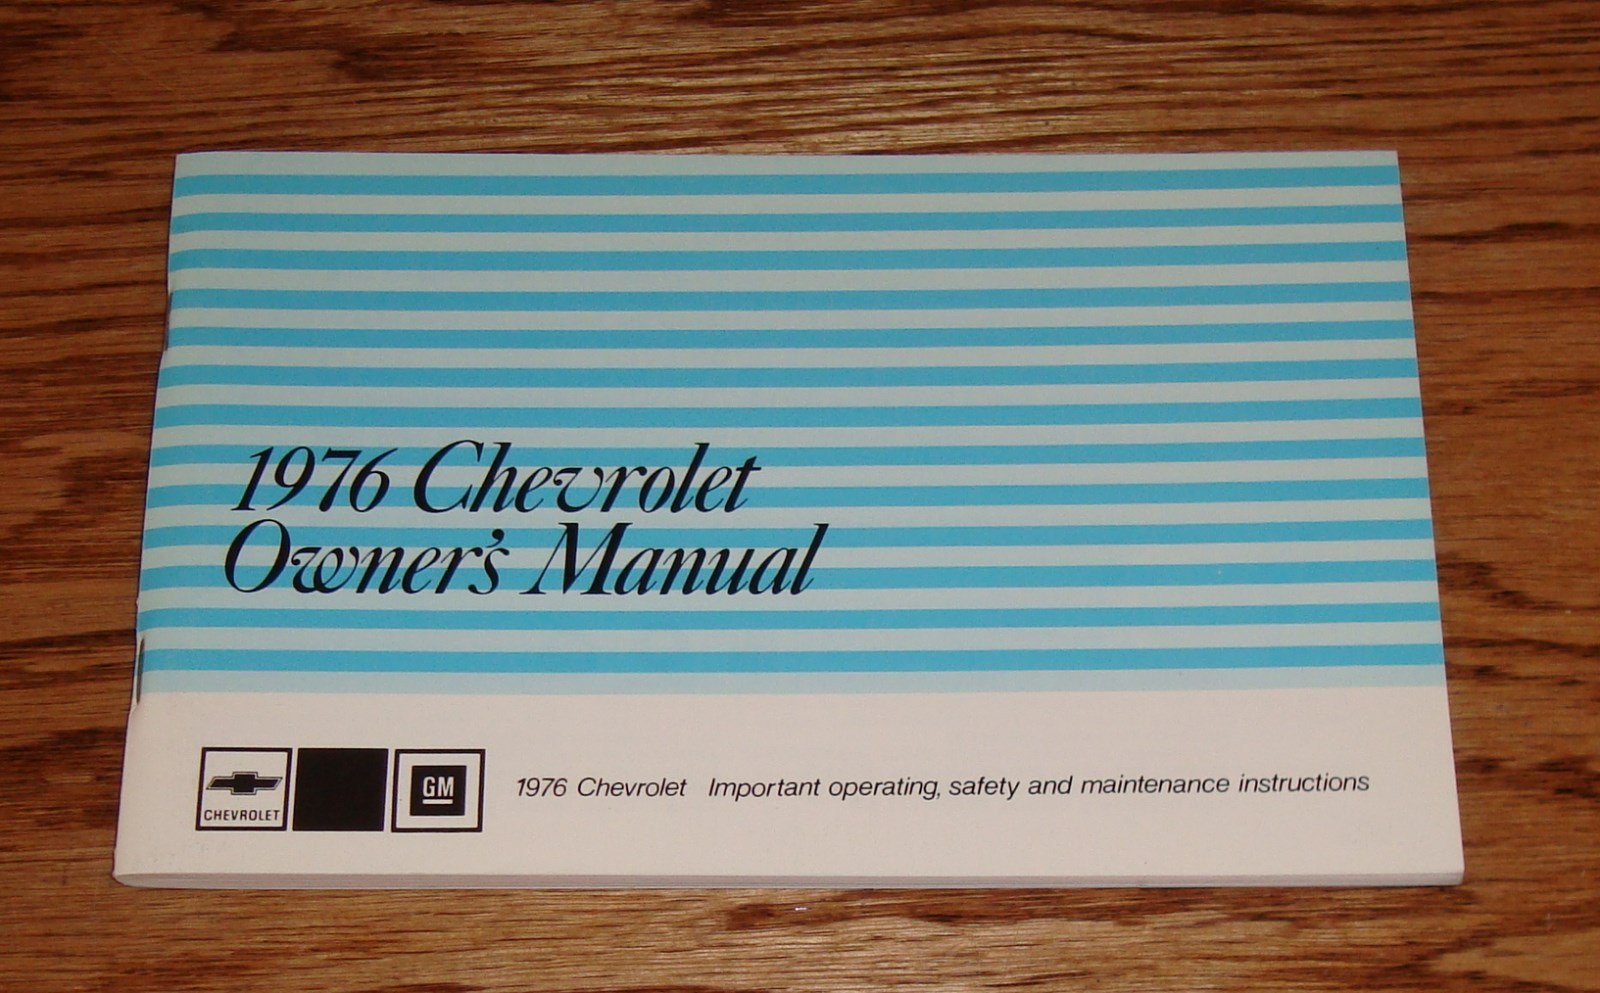 1976 Chevrolet
Owner's Manual
CHEVROLET
GM
1976 Chevrolet Important operating, safety and maintenance instructions